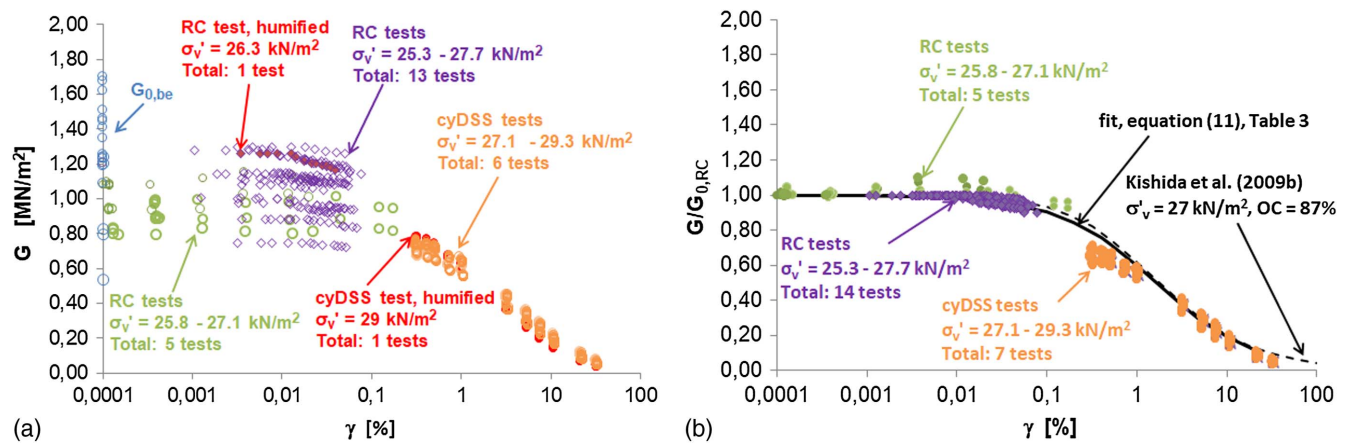 2,00
1,80
1,60
1,40
1,20
1,00
0,80
0,60
0,40
0,20
0,00
G [MN/m²]
0,0001
0,001
0,01
0,1
1
10
100
γ [%]
(a)
G₀,be
RC test, humified
σᵥ' = 26.3 kN/m²
Total: 1 test
RC tests
σᵥ' = 25.3 - 27.7 kN/m²
Total: 13 tests
cyDSS tests
σᵥ' = 27.1 - 29.3 kN/m²
Total: 6 tests
RC tests
σᵥ' = 25.8 - 27.1 kN/m²
Total: 5 tests
cyDSS test, humified
σᵥ' = 29 kN/m²
Total: 1 tests
2,00
1,80
1,60
1,40
1,20
1,00
0,80
0,60
0,40
0,20
0,00
G/G₀,RC
0,0001
0,001
0,01
0,1
1
10
100
γ [%]
(b)
RC tests
σᵥ' = 25.8 - 27.1 kN/m²
Total: 5 tests
fit, equation (11), Table 3
Kishida et al. (2009b)
σ'ᵥ = 27 kN/m², OC = 87%
RC tests
σᵥ' = 25.3 - 27.7 kN/m²
Total: 14 tests
cyDSS tests
σᵥ' = 27.1 - 29.3 kN/m²
Total: 7 tests